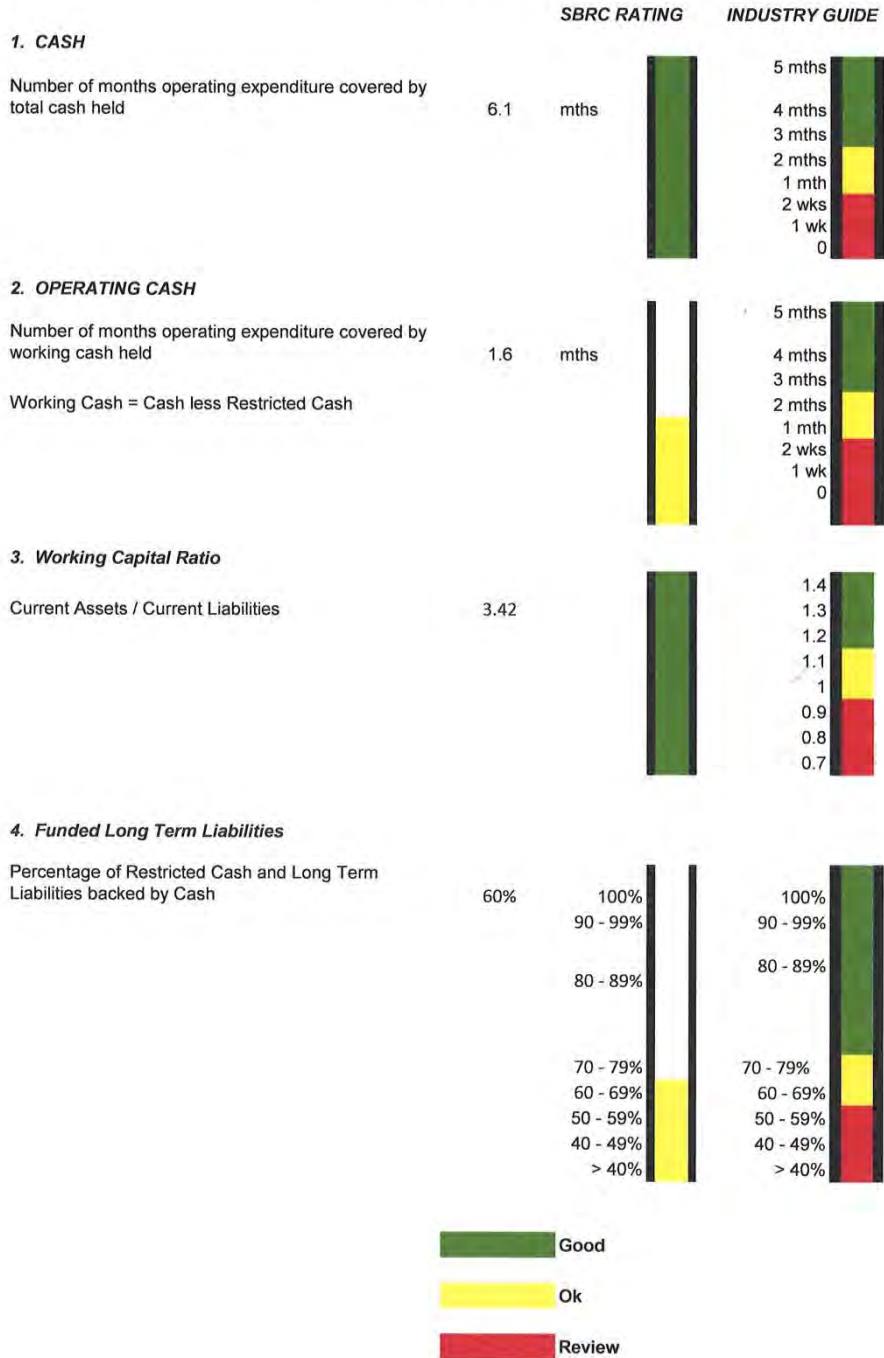 SBRC RATING INDUSTRY GUIDE
1. CASH
Number of months operating expenditure covered by
total cash held
6.1 mths
5 mths
4 mths
3 mths
2 mths
1 mth
2 wks
1 wk
0
2. OPERATING CASH
Number of months operating expenditure covered by
working cash held
1.6 mths
Working Cash = Cash less Restricted Cash
5 mths
4 mths
3 mths
2 mths
1 mth
2 wks
1 wk
0
3. Working Capital Ratio
Current Assets / Current Liabilities
3.42
1.4
1.3
1.2
1.1
1
0.9
0.8
0.7
4. Funded Long Term Liabilities
Percentage of Restricted Cash and Long Term
Liabilities backed by Cash
60%
100%
90 - 99%
80 - 89%
70 - 79%
60 - 69%
50 - 59%
40 - 49%
> 40%
100%
90 - 99%
80 - 89%
70 - 79%
60 - 69%
50 - 59%
40 - 49%
> 40%
Good
Ok
Review